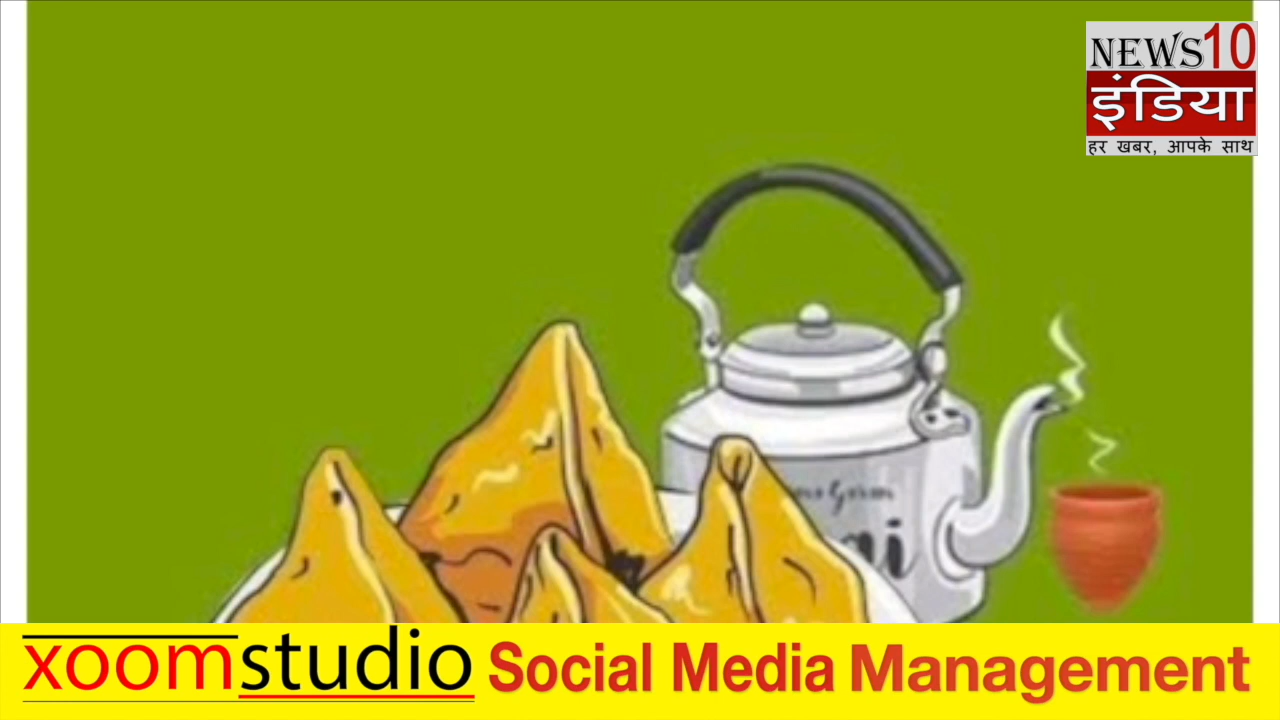 NEWS10
इंडिया
हर खबर, आपके साथ
xoomstudio Social Media Management